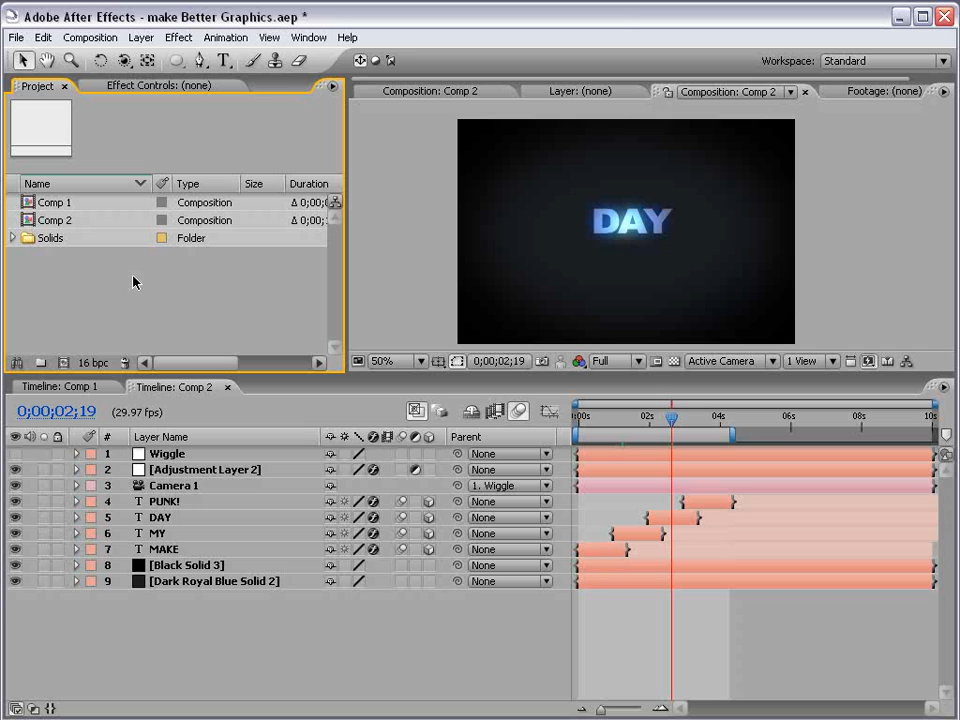 Adobe After Effects - make Better Graphics.aep *
File Edit Composition Layer Effect Animation View Window Help
Workspace: Standard
Project × Effect Controls: (none)
Composition: Comp 2 Layer: (none) Composition: Comp 2 × Footage: (none)
Name Type Size Duration
Comp 1 Composition Δ 0;00;
Comp 2 Composition Δ 0;00;
Solids Folder
DAY
16 bpc
50% 0;00;02;19 Full Active Camera 1 View
Timeline: Comp 1 Timeline: Comp 2 ×
0;00;02;19 (29.97 fps)
:00s 02s 04s 06s 08s 10s
# Layer Name Parent
1 Wiggle None
2 [Adjustment Layer 2] None
3 Camera 1 1. Wiggle
4 T PUNK! None
5 T DAY None
6 T MY None
7 T MAKE None
8 [Black Solid 3] None
9 [Dark Royal Blue Solid 2] None